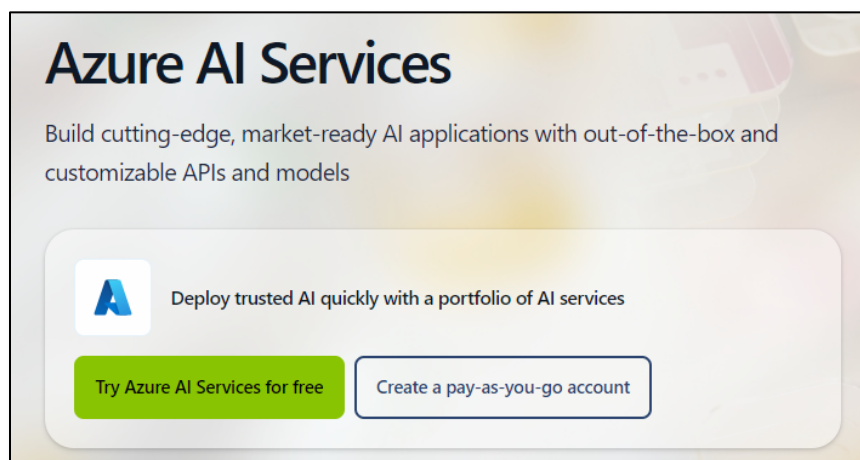 Azure AI Services
Build cutting-edge, market-ready AI applications with out-of-the-box and
customizable APIs and models
Deploy trusted AI quickly with a portfolio of AI services
Try Azure AI Services for free
Create a pay-as-you-go account